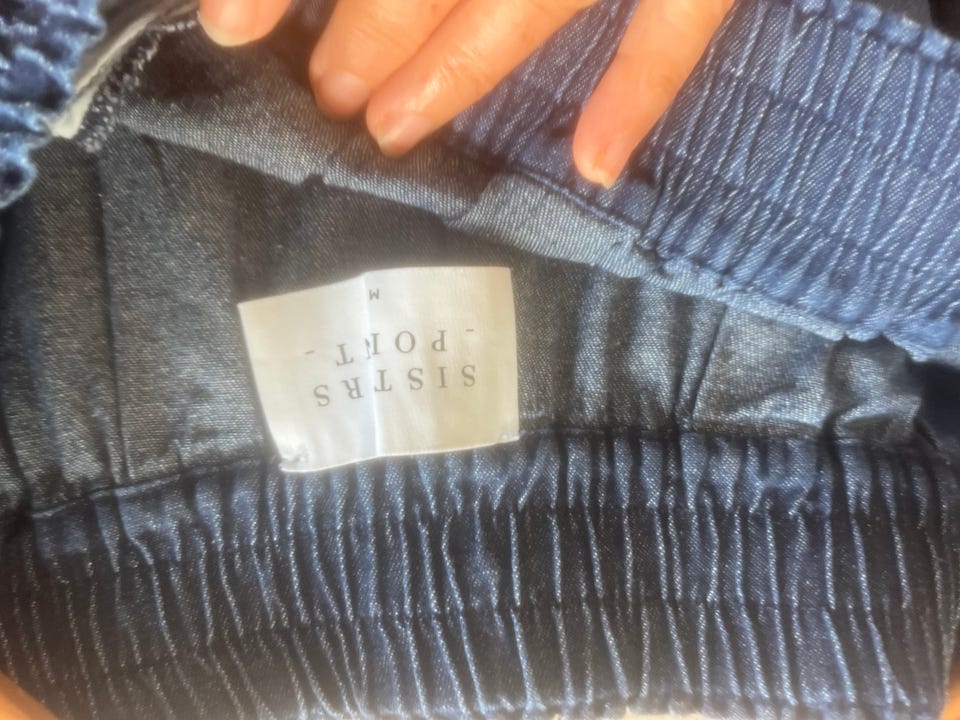 SISTRS
- PORT -
M